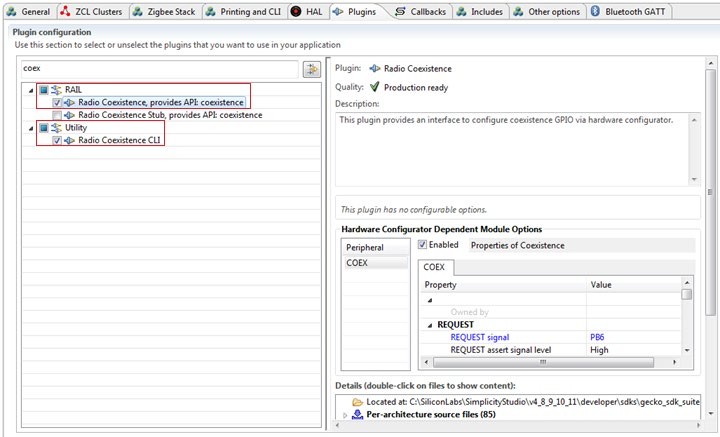 General ZCL Clusters Zigbee Stack Printing and CLI HAL Plugins Callbacks Includes Other options Bluetooth GATT
Plugin configuration
Use this section to select or unselect the plugins that you want to use in your application
coex
RAIL
Radio Coexistence, provides API: coexistence
Radio Coexistence Stub, provides API: coexistence
Utility
Radio Coexistence CLI
Plugin: Radio Coexistence
Quality: Production ready
Description:
This plugin provides an interface to configure coexistence GPIO via hardware configurator.
This plugin has no configurable options.
Hardware Configurator Dependent Module Options
Peripheral
COEX
Enabled Properties of Coexistence
COEX
Property Value
Owned by
REQUEST
REQUEST signal PB6
REQUEST assert signal level High
Details (double-click on files to show content):
Located at: C:\SiliconLabs\SimplicityStudio\v4_8_9_10_11\developer\sdks\gecko_sdk_suite
Per-architecture source files (85)